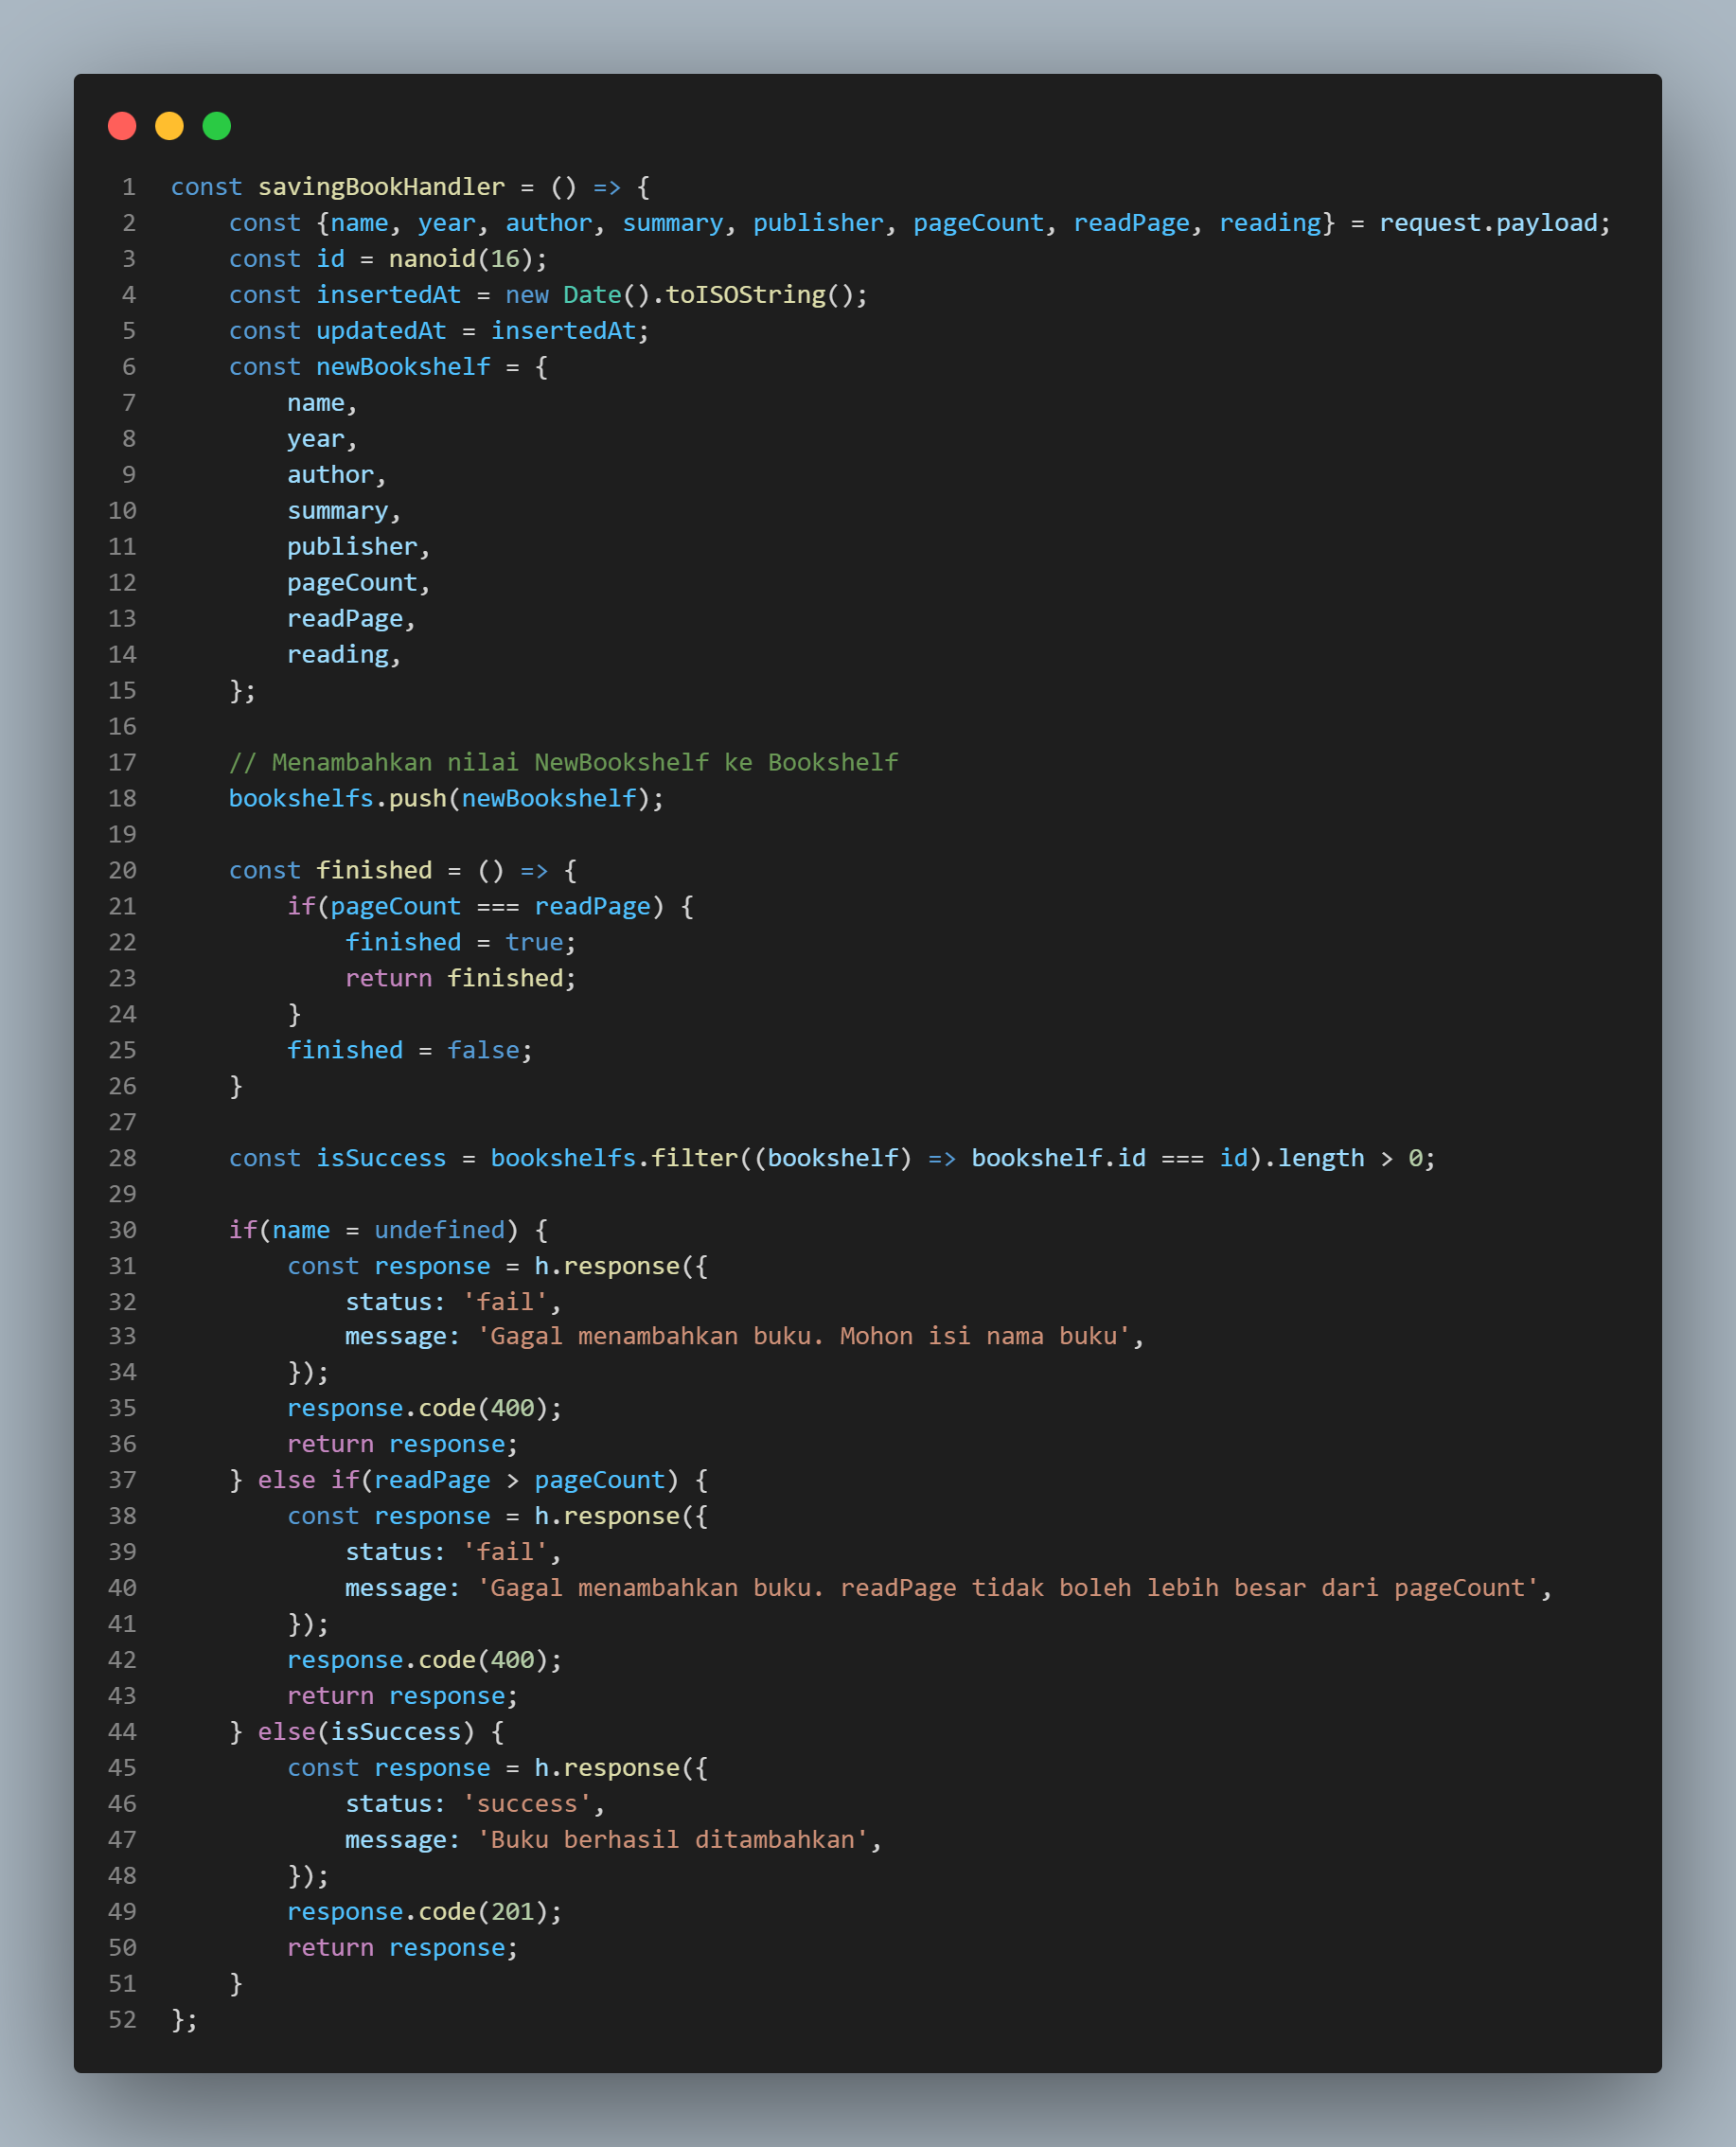 1 const savingBookHandler = () => {
2     const {name, year, author, summary, publisher, pageCount, readPage, reading} = request.payload;
3     const id = nanoid(16);
4     const insertedAt = new Date().toISOString();
5     const updatedAt = insertedAt;
6     const newBookshelf = {
7         name,
8         year,
9         author,
10         summary,
11         publisher,
12         pageCount,
13         readPage,
14         reading,
15     };
16
17     // Menambahkan nilai NewBookshelf ke Bookshelf
18     bookshelfs.push(newBookshelf);
19
20     const finished = () => {
21         if(pageCount === readPage) {
22             finished = true;
23             return finished;
24         }
25         finished = false;
26     }
27
28     const isSuccess = bookshelfs.filter((bookshelf) => bookshelf.id === id).length > 0;
29
30     if(name = undefined) {
31         const response = h.response({
32             status: 'fail',
33             message: 'Gagal menambahkan buku. Mohon isi nama buku',
34         });
35         response.code(400);
36         return response;
37     } else if(readPage > pageCount) {
38         const response = h.response({
39             status: 'fail',
40             message: 'Gagal menambahkan buku. readPage tidak boleh lebih besar dari pageCount',
41         });
42         response.code(400);
43         return response;
44     } else(isSuccess) {
45         const response = h.response({
46             status: 'success',
47             message: 'Buku berhasil ditambahkan',
48         });
49         response.code(201);
50         return response;
51     }
52 };